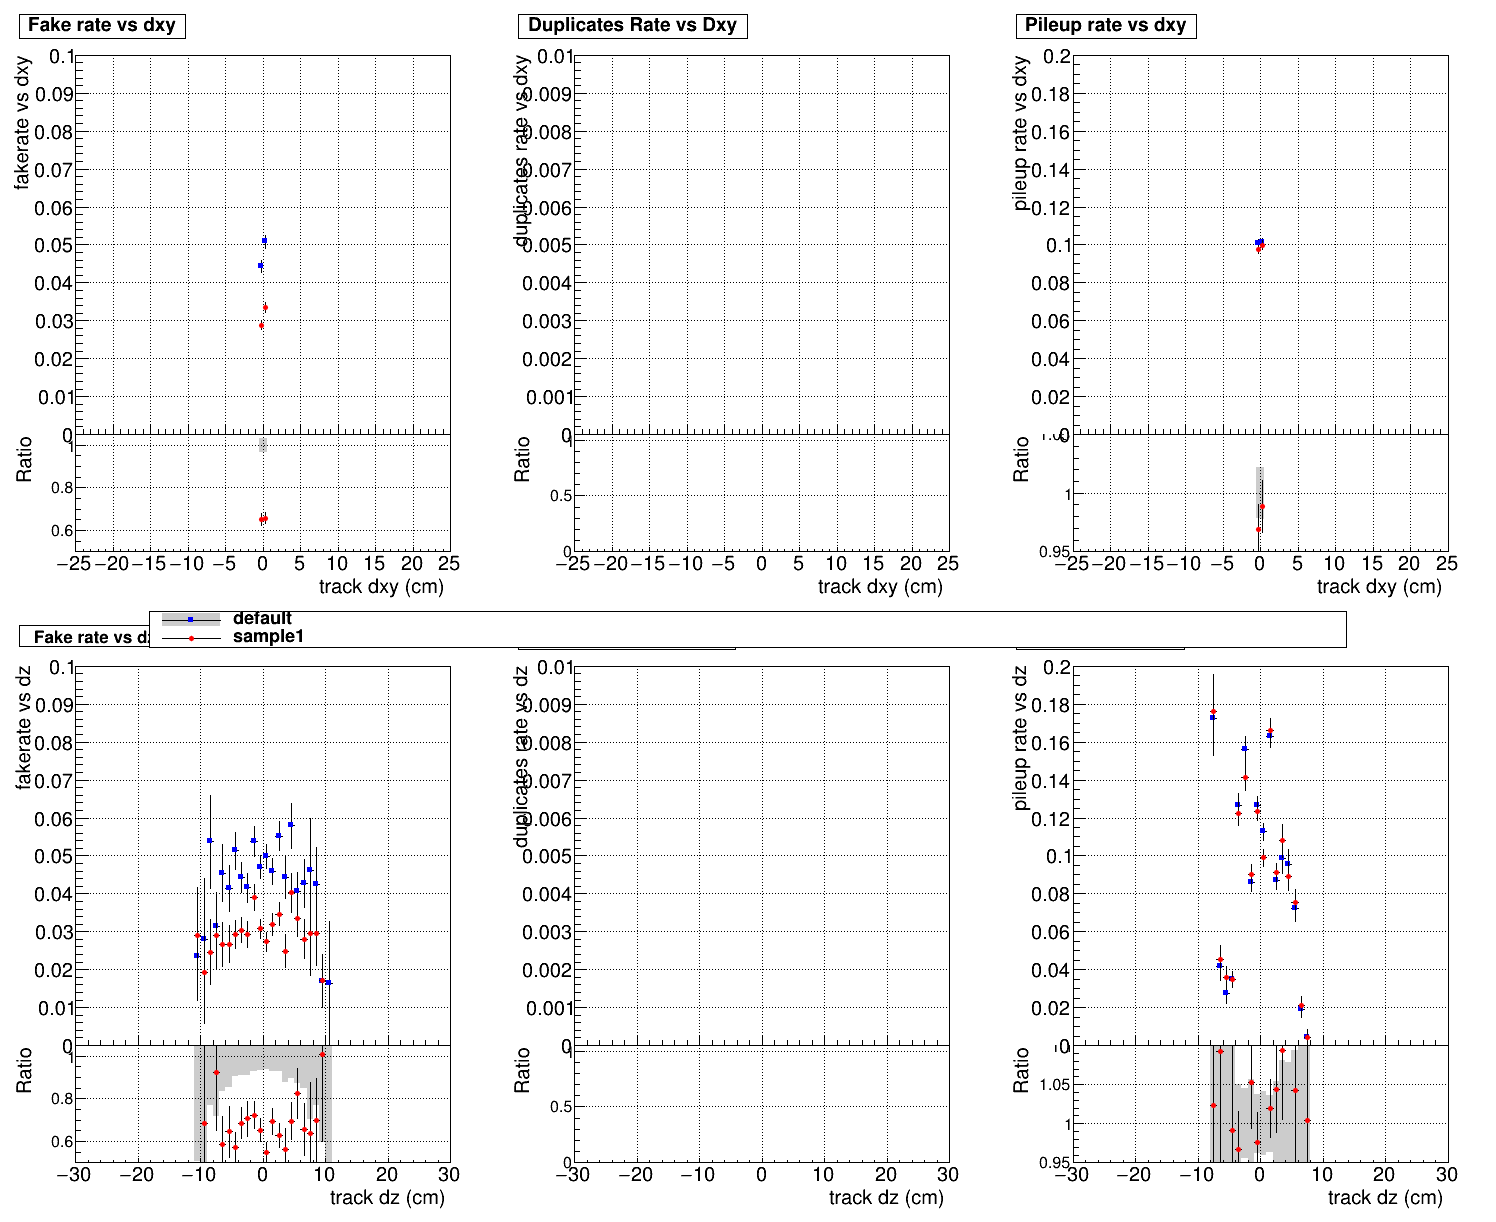 Fake rate vs dxy
Duplicates Rate vs Dxy
Pileup rate vs dxy
fakerate vs dxy
0.1
0.09
0.08
0.07
0.06
0.05
0.04
0.03
0.02
0.01
0
Ratio
1
0.8
0.6
−25 −20 −15 −10 −5 0 5 10 15 20 25
track dxy (cm)
duplicates rate vs dxy
0.01
0.009
0.008
0.007
0.006
0.005
0.004
0.003
0.002
0.001
0
Ratio
1
0.5
0
−25 −20 −15 −10 −5 0 5 10 15 20 25
track dxy (cm)
pileup rate vs dxy
0.2
0.18
0.16
0.14
0.12
0.1
0.08
0.06
0.04
0.02
0
Ratio
1
0.95
−25 −20 −15 −10 −5 0 5 10 15 20 25
track dxy (cm)
default
sample1
Fake rate vs dz
fakerate vs dz
0.1
0.09
0.08
0.07
0.06
0.05
0.04
0.03
0.02
0.01
0
Ratio
1
0.8
0.6
−30 −20 −10 0 10 20 30
track dz (cm)
duplicates rate vs dz
0.01
0.009
0.008
0.007
0.006
0.005
0.004
0.003
0.002
0.001
0
Ratio
1
0.5
0
−30 −20 −10 0 10 20 30
track dz (cm)
pileup rate vs dz
0.2
0.18
0.16
0.14
0.12
0.1
0.08
0.06
0.04
0.02
0
Ratio
1.05
1
0.95
−30 −20 −10 0 10 20 30
track dz (cm)